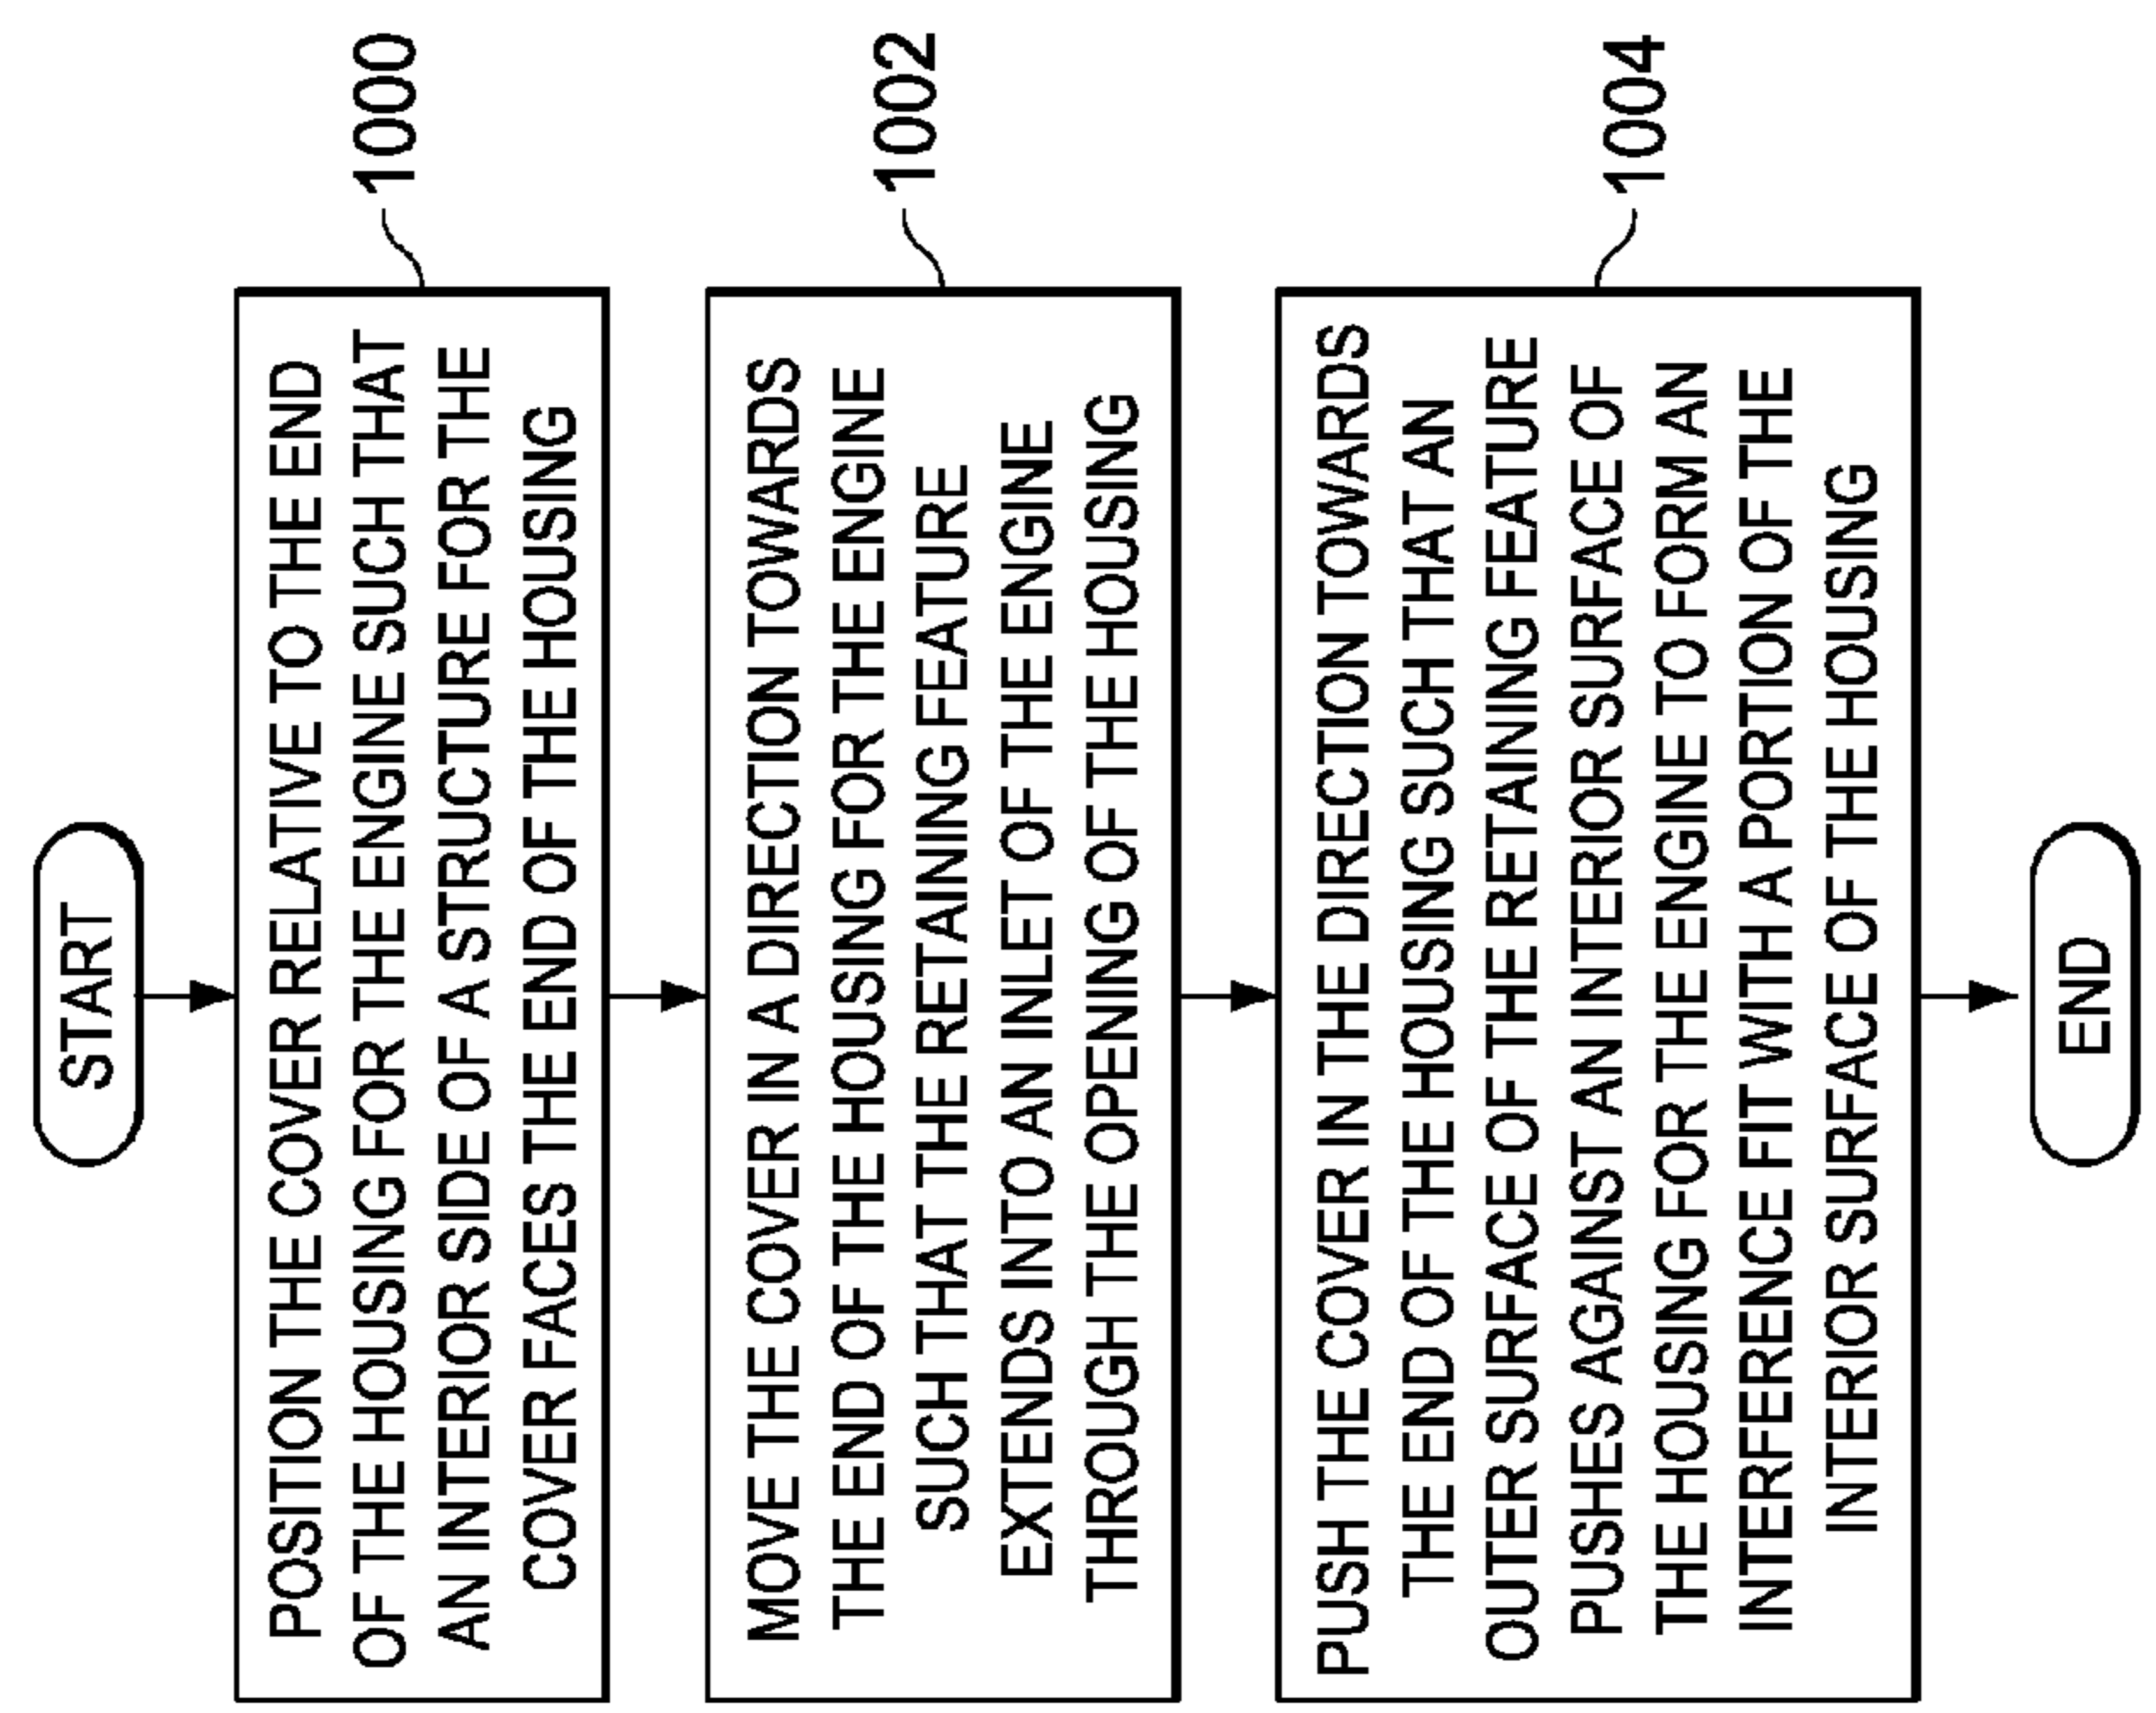 START
POSITION THE COVER RELATIVE TO THE END
OF THE HOUSING FOR THE ENGINE SUCH THAT
AN INTERIOR SIDE OF A STRUCTURE FOR THE
COVER FACES THE END OF THE HOUSING
1000
MOVE THE COVER IN A DIRECTION TOWARDS
THE END OF THE HOUSING FOR THE ENGINE
SUCH THAT THE RETAINING FEATURE
EXTENDS INTO AN INLET OF THE ENGINE
THROUGH THE OPENING OF THE HOUSING
1002
PUSH THE COVER IN THE DIRECTION TOWARDS
THE END OF THE HOUSING SUCH THAT AN
OUTER SURFACE OF THE RETAINING FEATURE
PUSHES AGAINST AN INTERIOR SURFACE OF
THE HOUSING FOR THE ENGINE TO FORM AN
INTERFERENCE FIT WITH A PORTION OF THE
INTERIOR SURFACE OF THE HOUSING
1004
END